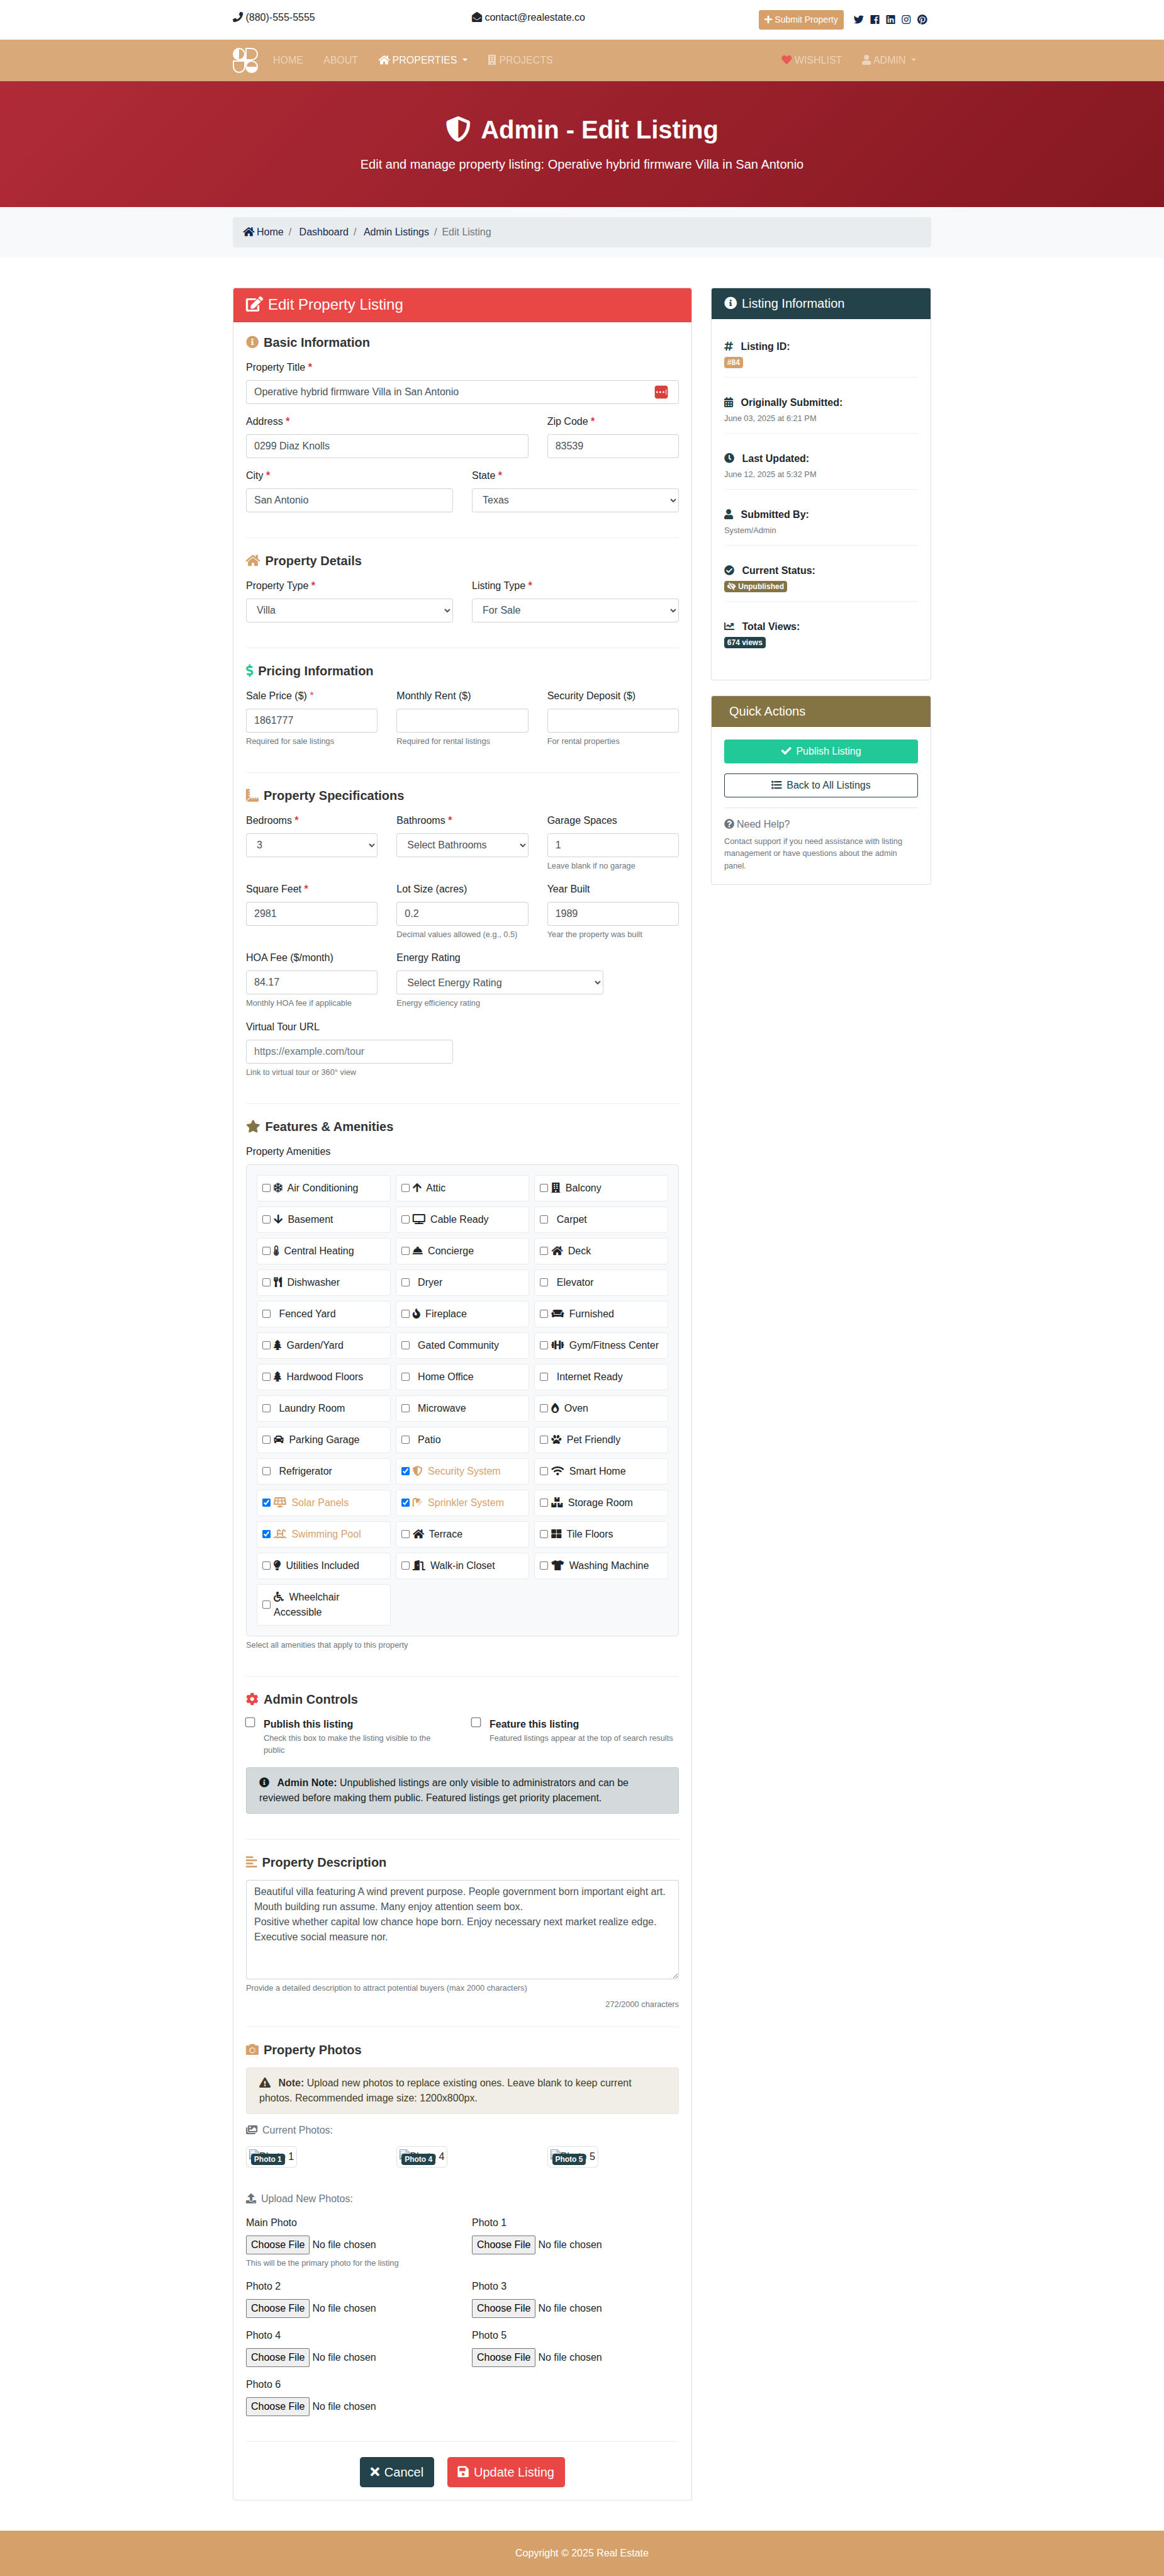 (880)-555-5555
contact@realestate.co
Submit Property
HOME
ABOUT
PROPERTIES
PROJECTS
WISHLIST
ADMIN
Admin - Edit Listing
Edit and manage property listing: Operative hybrid firmware Villa in San Antonio
Home / Dashboard / Admin Listings / Edit Listing
Edit Property Listing
Basic Information
Property Title *
Operative hybrid firmware Villa in San Antonio
Address *
Zip Code *
0299 Diaz Knolls
83539
City *
State *
San Antonio
Texas
Property Details
Property Type *
Listing Type *
Villa
For Sale
Pricing Information
Sale Price ($) *
Monthly Rent ($)
Security Deposit ($)
1861777
Required for sale listings
Required for rental listings
For rental properties
Property Specifications
Bedrooms *
Bathrooms *
Garage Spaces
3
Select Bathrooms
1
Leave blank if no garage
Square Feet *
Lot Size (acres)
Year Built
2981
0.2
1989
Decimal values allowed (e.g., 0.5)
Year the property was built
HOA Fee ($/month)
Energy Rating
84.17
Select Energy Rating
Monthly HOA fee if applicable
Energy efficiency rating
Virtual Tour URL
https://example.com/tour
Link to virtual tour or 360° view
Features & Amenities
Property Amenities
Air Conditioning
Attic
Balcony
Basement
Cable Ready
Carpet
Central Heating
Concierge
Deck
Dishwasher
Dryer
Elevator
Fenced Yard
Fireplace
Furnished
Garden/Yard
Gated Community
Gym/Fitness Center
Hardwood Floors
Home Office
Internet Ready
Laundry Room
Microwave
Oven
Parking Garage
Patio
Pet Friendly
Refrigerator
Security System
Smart Home
Solar Panels
Sprinkler System
Storage Room
Swimming Pool
Terrace
Tile Floors
Utilities Included
Walk-in Closet
Washing Machine
Wheelchair
Accessible
Select all amenities that apply to this property
Admin Controls
Publish this listing
Check this box to make the listing visible to the
public
Feature this listing
Featured listings appear at the top of search results
Admin Note: Unpublished listings are only visible to administrators and can be
reviewed before making them public. Featured listings get priority placement.
Property Description
Beautiful villa featuring A wind prevent purpose. People government born important eight art.
Mouth building run assume. Many enjoy attention seem box.
Positive whether capital low chance hope born. Enjoy necessary next market realize edge.
Executive social measure nor.
Provide a detailed description to attract potential buyers (max 2000 characters)
272/2000 characters
Property Photos
Note: Upload new photos to replace existing ones. Leave blank to keep current
photos. Recommended image size: 1200x800px.
Current Photos:
Photo 1 1
Photo 4 4
Photo 5 5
Upload New Photos:
Main Photo
Photo 1
Choose File No file chosen
Choose File No file chosen
This will be the primary photo for the listing
Photo 2
Photo 3
Choose File No file chosen
Choose File No file chosen
Photo 4
Photo 5
Choose File No file chosen
Choose File No file chosen
Photo 6
Choose File No file chosen
Cancel
Update Listing
Listing Information
Listing ID:
#84
Originally Submitted:
June 03, 2025 at 6:21 PM
Last Updated:
June 12, 2025 at 5:32 PM
Submitted By:
System/Admin
Current Status:
Unpublished
Total Views:
674 views
Quick Actions
Publish Listing
Back to All Listings
Need Help?
Contact support if you need assistance with listing
management or have questions about the admin
panel.
Copyright © 2025 Real Estate